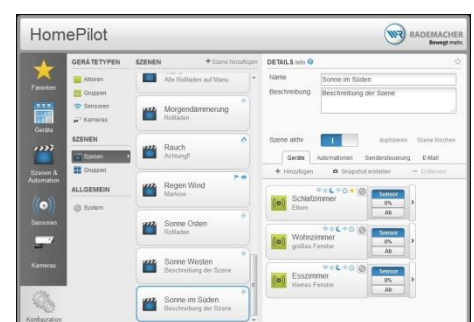 HomePilot
WR RADEMACHER
Bewegt mehr.
Favoriten
Geräte
Szenen &
Automation
Sensoren
Kameras
Konfiguration
GERÄTETYPEN
Aktoren
Gruppen
Sensoren
Kameras
SZENEN
Szenen
Gruppen
ALLGEMEIN
System
SZENEN
+ Szene hinzufügen
Alle Rollläden auf Manu
Morgendämmerung
Rollläden
Rauch
Achtung!!
Regen Wind
Markise
Sonne Osten
Rollladen
Sonne Westen
Beschreibung der Szene
Sonne im Süden
Beschreibung der Szene
DETAILS Info
Name
Sonne im Süden
Beschreibung
Beschreibung der Szene
Szene aktiv
I
duplizieren
Szene löschen
Geräte
Automationen
Sendersteuerung
E-Mail
+ Hinzufügen
Snapshot erstellen
− Entfernen
Schlafzimmer
Eltern
Sensor
0%
Ab
Wohnzimmer
großes Fenster
Sensor
0%
Ab
Esszimmer
kleines Fenster
Sensor
0%
Ab